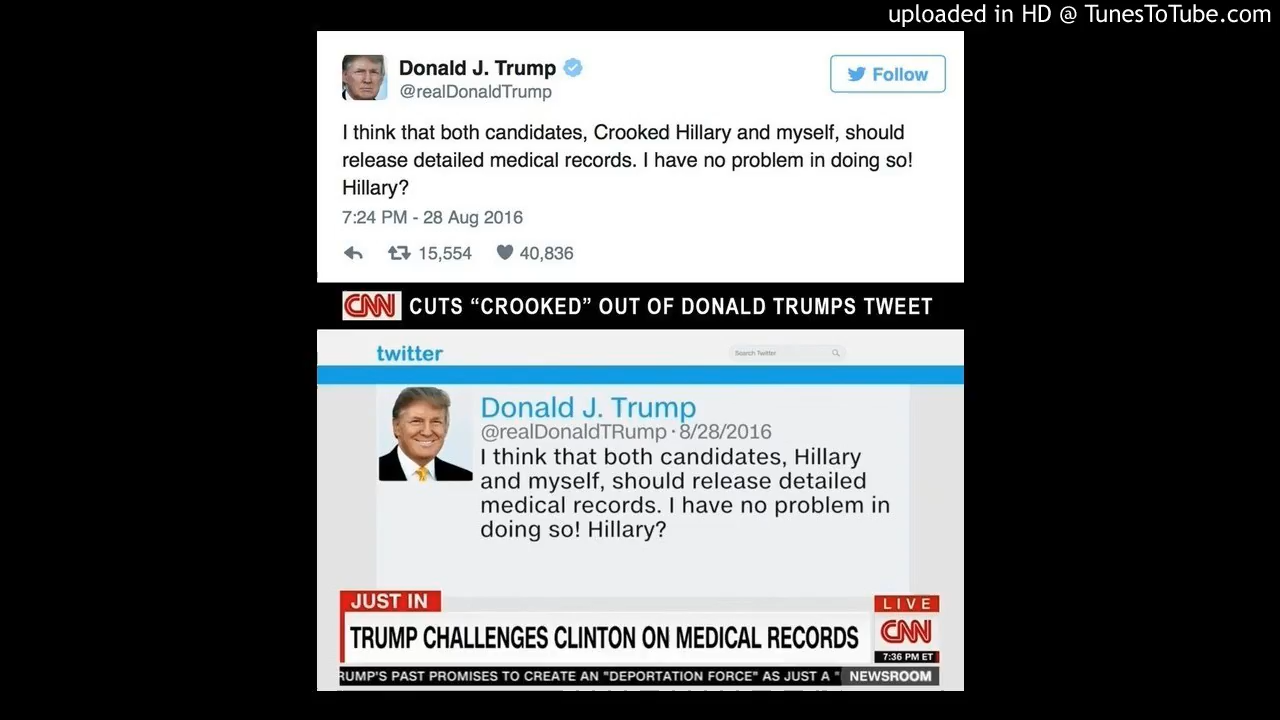 uploaded in HD @ TunesToTube.com
Donald J. Trump
@realDonaldTrump
Follow
I think that both candidates, Crooked Hillary and myself, should
release detailed medical records. I have no problem in doing so!
Hillary?
7:24 PM - 28 Aug 2016
15,554 40,836
CNN CUTS “CROOKED” OUT OF DONALD TRUMPS TWEET
twitter
Search Twitter
Donald J. Trump
@realDonaldTRump · 8/28/2016
I think that both candidates, Hillary
and myself, should release detailed
medical records. I have no problem in
doing so! Hillary?
JUST IN
LIVE
TRUMP CHALLENGES CLINTON ON MEDICAL RECORDS
CNN
7:36 PM ET
RUMP'S PAST PROMISES TO CREATE AN "DEPORTATION FORCE" AS JUST A "
NEWSROOM